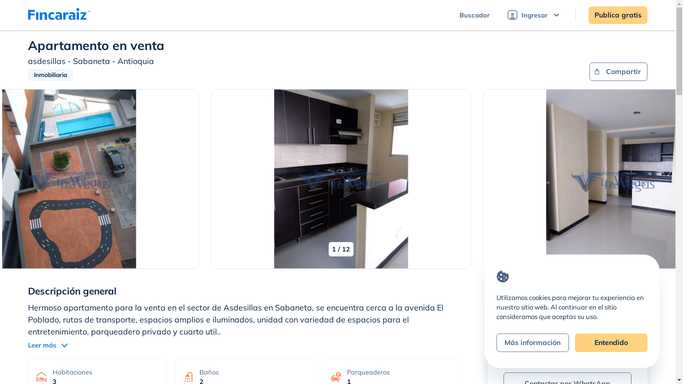 Fincaraiz
Buscador
Ingresar
Publica gratis
Apartamento en venta
asdesillas - Sabaneta - Antioquia
Inmobiliaria
Compartir
1 / 12
Descripción general
Hermoso apartamento para la venta en el sector de Asdesillas en Sabaneta, se encuentra cerca a la avenida El
Poblado, rutas de transporte, espacios amplios e iluminados, unidad con variedad de espacios para el
entretenimiento, parqueadero privado y cuarto util..
Leer más
Habitaciones
3
Baños
2
Parqueaderos
1
Utilizamos cookies para mejorar tu experiencia en
nuestro sitio web. Al continuar en el sitio
consideramos que aceptas su uso.
Más información
Entendido
Contactar por WhatsApp